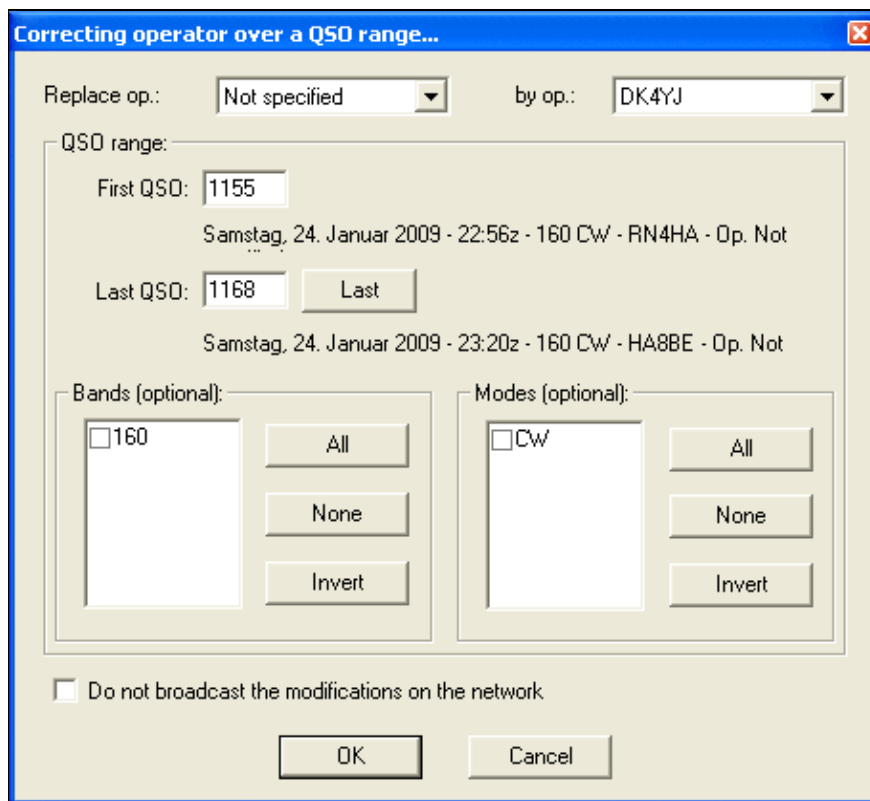 Correcting operator over a QSO range...
Replace op.: Not specified by op.: DK4YJ
QSO range:
First QSO: 1155
Samstag, 24. Januar 2009 - 22:56z - 160 CW - RN4HA - Op. Not
Last QSO: 1168 Last
Samstag, 24. Januar 2009 - 23:20z - 160 CW - HA8BE - Op. Not
Bands (optional): Modes (optional):
160 All CW All
None None
Invert Invert
Do not broadcast the modifications on the network
OK Cancel